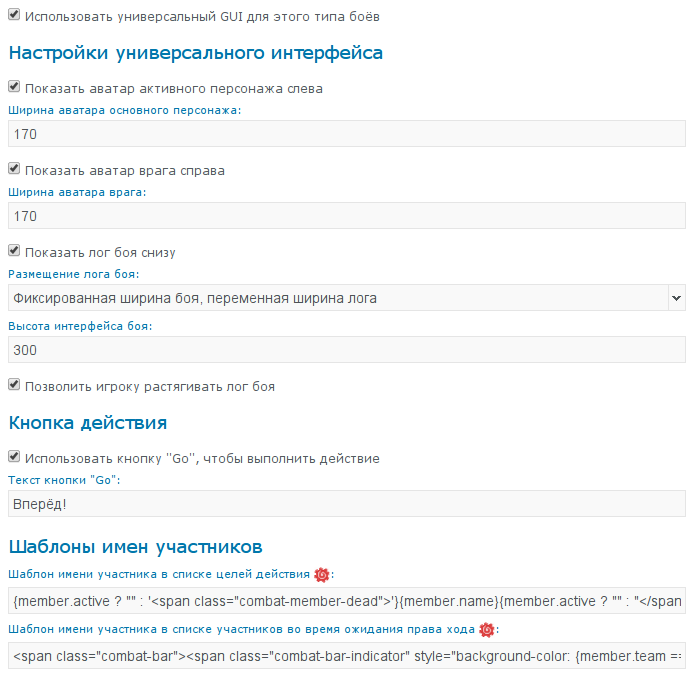 Использовать универсальный GUI для этого типа боёв
Настройки универсального интерфейса
Показать аватар активного персонажа слева
Ширина аватара основного персонажа:
170
Показать аватар врага справа
Ширина аватара врага:
170
Показать лог боя снизу
Размещение лога боя:
Фиксированная ширина боя, переменная ширина лога
Высота интерфейса боя:
300
Позволить игроку растягивать лог боя
Кнопка действия
Использовать кнопку "Go", чтобы выполнить действие
Текст кнопки "Go":
Вперёд!
Шаблоны имен участников
Шаблон имени участника в списке целей действия :
{member.active ? "" : '<span class="combat-member-dead">'}{member.name}{member.active ? "" : "</span
Шаблон имени участника в списке участников во время ожидания права хода :
<span class="combat-bar"><span class="combat-bar-indicator" style="background-color: {member.team ==